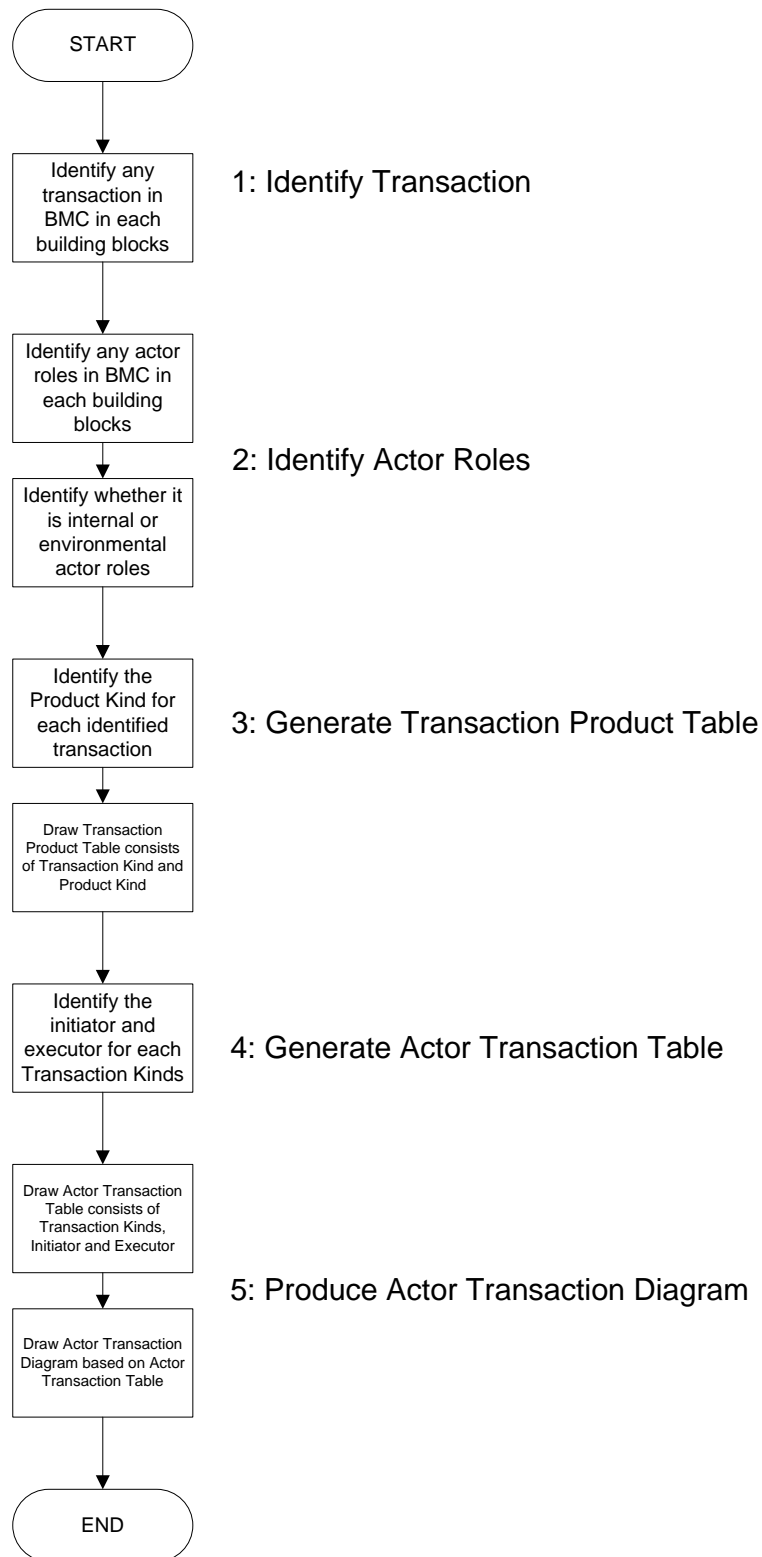 START
Identify any
transaction in
BMC in each
building blocks
1: Identify Transaction
Identify any actor
roles in BMC in
each building
blocks
2: Identify Actor Roles
Identify whether it
is internal or
environmental
actor roles
Identify the
Product Kind for
each identified
transaction
3: Generate Transaction Product Table
Draw Transaction
Product Table consists
of Transaction Kind and
Product Kind
Identify the
initiator and
executor for each
Transaction Kinds
4: Generate Actor Transaction Table
Draw Actor Transaction
Table consists of
Transaction Kinds,
Initiator and Executor
5: Produce Actor Transaction Diagram
Draw Actor Transaction
Diagram based on Actor
Transaction Table
END